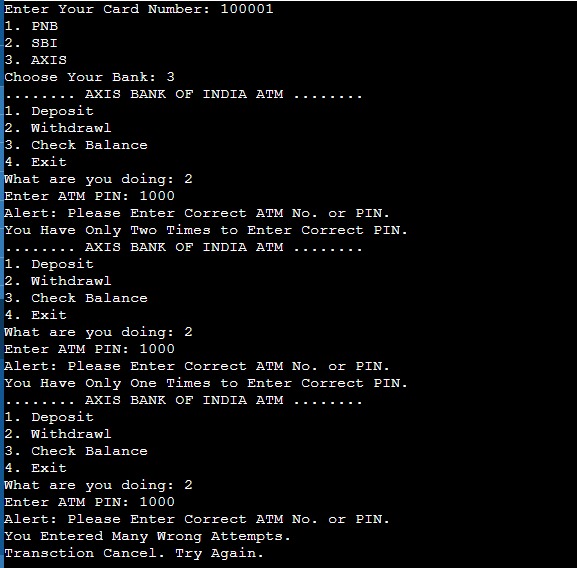 Enter Your Card Number: 100001
1. PNB
2. SBI
3. AXIS
Choose Your Bank: 3
........ AXIS BANK OF INDIA ATM ........
1. Deposit
2. Withdrawl
3. Check Balance
4. Exit
What are you doing: 2
Enter ATM PIN: 1000
Alert: Please Enter Correct ATM No. or PIN.
You Have Only Two Times to Enter Correct PIN.
........ AXIS BANK OF INDIA ATM ........
1. Deposit
2. Withdrawl
3. Check Balance
4. Exit
What are you doing: 2
Enter ATM PIN: 1000
Alert: Please Enter Correct ATM No. or PIN.
You Have Only One Times to Enter Correct PIN.
........ AXIS BANK OF INDIA ATM ........
1. Deposit
2. Withdrawl
3. Check Balance
4. Exit
What are you doing: 2
Enter ATM PIN: 1000
Alert: Please Enter Correct ATM No. or PIN.
You Entered Many Wrong Attempts.
Transction Cancel. Try Again.